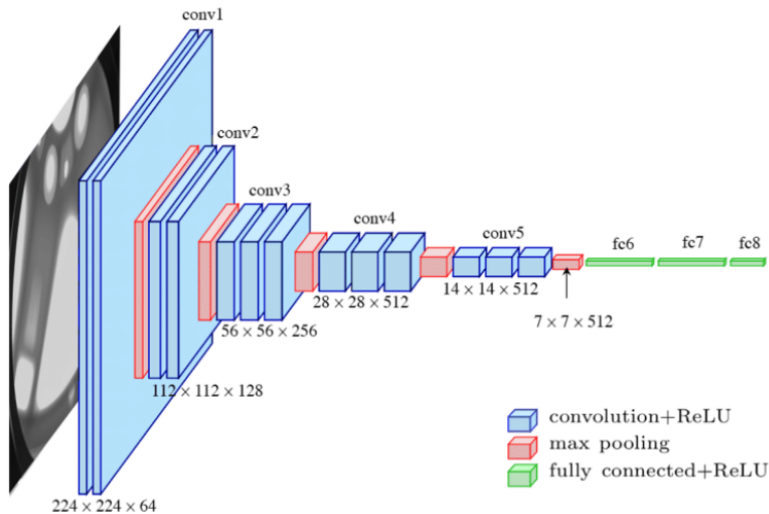 conv1
conv2
conv3
conv4
conv5
fc6
fc7
fc8
28 × 28 × 512
14 × 14 × 512
7 × 7 × 512
56 × 56 × 256
112 × 112 × 128
224 × 224 × 64
convolution+ReLU
max pooling
fully connected+ReLU